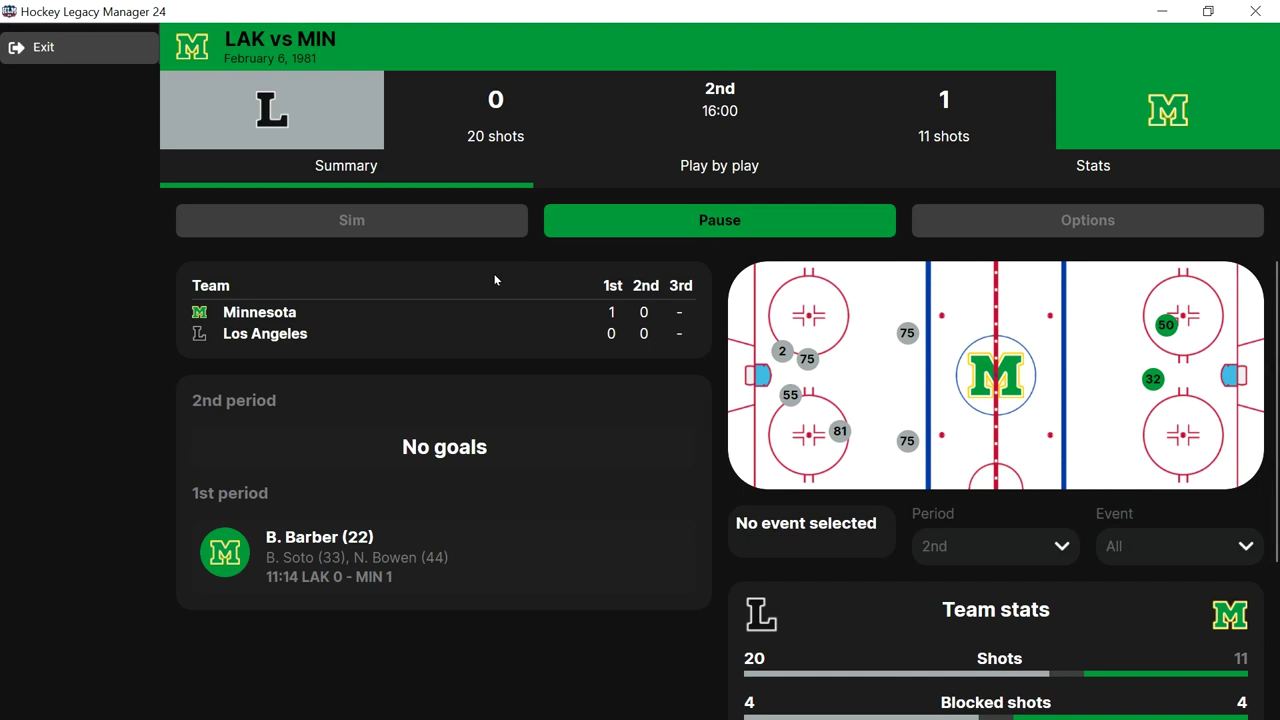 Hockey Legacy Manager 24
Exit
M
LAK vs MIN
February 6, 1981
L
0
20 shots
2nd
16:00
1
11 shots
M
Summary
Play by play
Stats
Sim
Pause
Options
Team 1st 2nd 3rd
M Minnesota 1 0 -
L Los Angeles 0 0 -
2nd period
No goals
1st period
M
B. Barber (22)
B. Soto (33), N. Bowen (44)
11:14 LAK 0 - MIN 1
50
75
2
75
M
32
55
81
75
No event selected
Period
2nd
Event
All
L
Team stats
M
20 Shots 11
4 Blocked shots 4